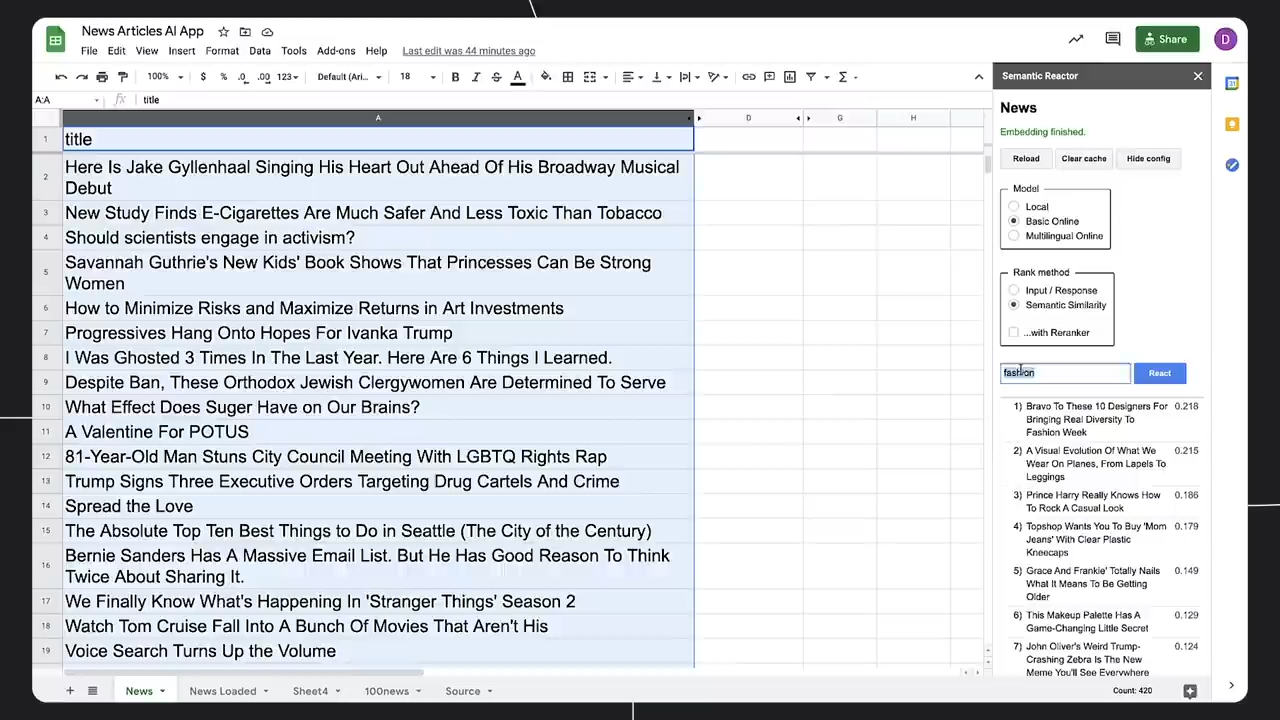 News Articles AI App
File Edit View Insert Format Data Tools Add-ons Help Last edit was 44 minutes ago
Share
D
100% $ % .0 .00 123 Default (Ari... 18 B I S A
A:A fx title
A D G H
1 title
2 Here Is Jake Gyllenhaal Singing His Heart Out Ahead Of His Broadway Musical
Debut
3 New Study Finds E-Cigarettes Are Much Safer And Less Toxic Than Tobacco
4 Should scientists engage in activism?
5 Savannah Guthrie's New Kids' Book Shows That Princesses Can Be Strong
Women
6 How to Minimize Risks and Maximize Returns in Art Investments
7 Progressives Hang Onto Hopes For Ivanka Trump
8 I Was Ghosted 3 Times In The Last Year. Here Are 6 Things I Learned.
9 Despite Ban, These Orthodox Jewish Clergywomen Are Determined To Serve
10 What Effect Does Suger Have on Our Brains?
11 A Valentine For POTUS
12 81-Year-Old Man Stuns City Council Meeting With LGBTQ Rights Rap
13 Trump Signs Three Executive Orders Targeting Drug Cartels And Crime
14 Spread the Love
15 The Absolute Top Ten Best Things to Do in Seattle (The City of the Century)
16 Bernie Sanders Has A Massive Email List. But He Has Good Reason To Think
Twice About Sharing It.
17 We Finally Know What's Happening In 'Stranger Things' Season 2
18 Watch Tom Cruise Fall Into A Bunch Of Movies That Aren't His
19 Voice Search Turns Up the Volume
News News Loaded Sheet4 100news Source
Count: 420
Semantic Reactor
News
Embedding finished.
Reload Clear cache Hide config
Model
Local
Basic Online
Multilingual Online
Rank method
Input / Response
Semantic Similarity
...with Reranker
fashion React
1) Bravo To These 10 Designers For 0.218
Bringing Real Diversity To
Fashion Week
2) A Visual Evolution Of What We 0.215
Wear On Planes, From Lapels To
Leggings
3) Prince Harry Really Knows How 0.186
To Rock A Casual Look
4) Topshop Wants You To Buy 'Mom 0.179
Jeans' With Clear Plastic
Kneecaps
5) Grace And Frankie' Totally Nails 0.149
What It Means To Be Getting
Older
6) This Makeup Palette Has A 0.129
Game-Changing Little Secret
7) John Oliver's Weird Trump- 0.124
Crashing Zebra Is The New
Meme You'll See Everywhere